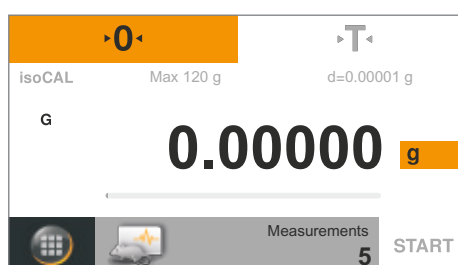 0 T
isoCAL Max 120 g d=0.00001 g
G
0.00000 g
Measurements
5 START